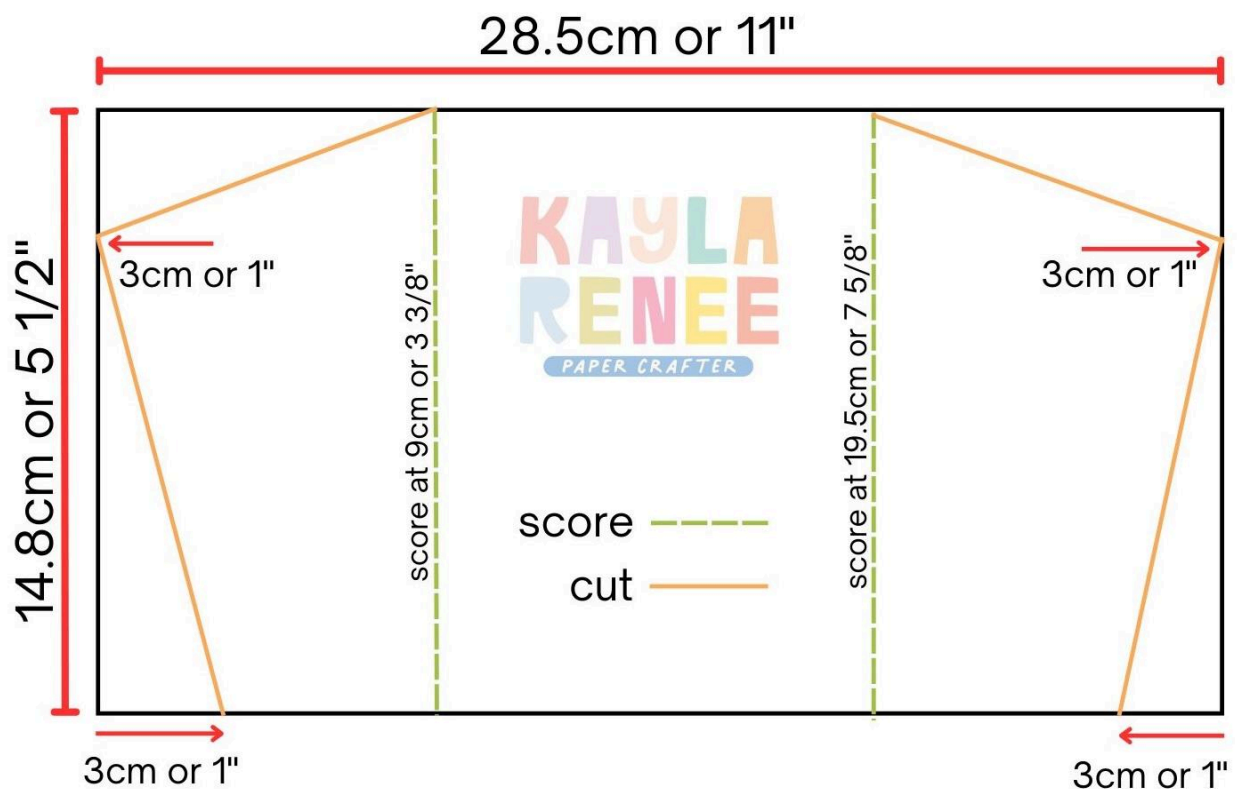 28.5cm or 11"
14.8cm or 5 1/2"
3cm or 1"
score at 9cm or 3 3/8"
KAYLA
RENEE
PAPER CRAFTER
score at 19.5cm or 7 5/8"
3cm or 1"
score
cut
3cm or 1"
3cm or 1"